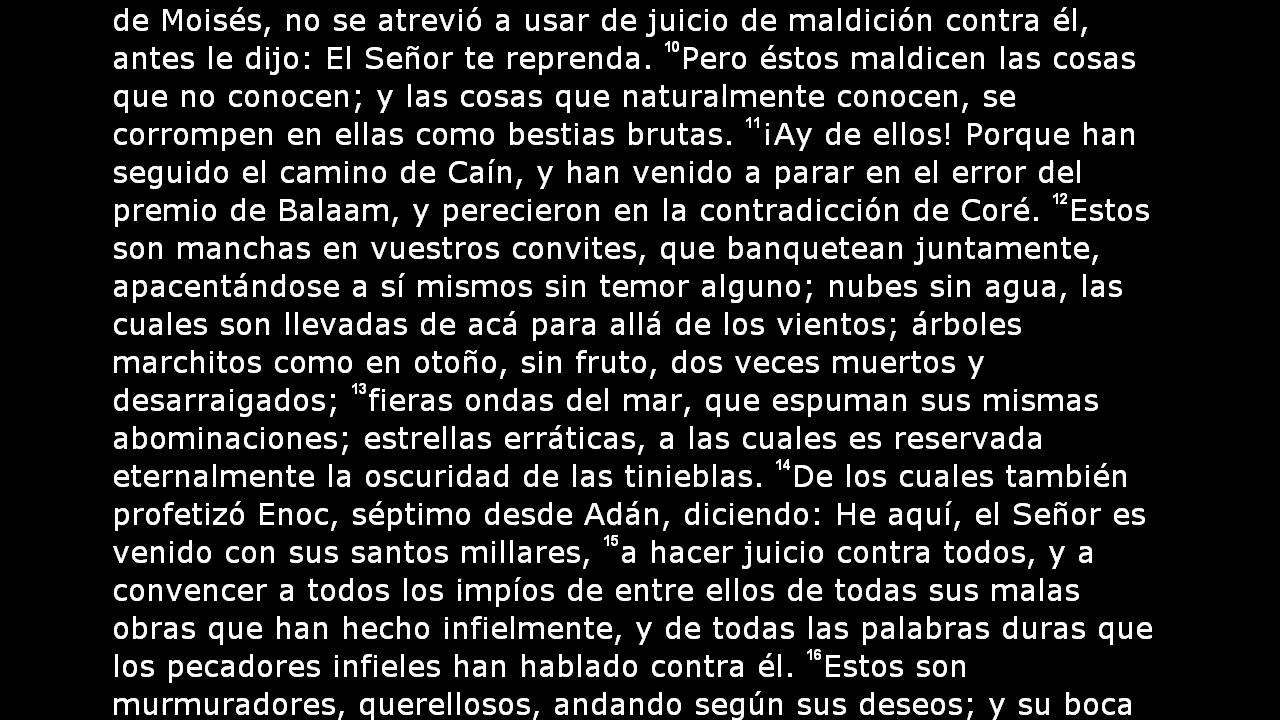 de Moisés, no se atrevió a usar de juicio de maldición contra él,
antes le dijo: El Señor te reprenda. 10Pero éstos maldicen las cosas
que no conocen; y las cosas que naturalmente conocen, se
corrompen en ellas como bestias brutas. 11¡Ay de ellos! Porque han
seguido el camino de Caín, y han venido a parar en el error del
premio de Balaam, y perecieron en la contradicción de Coré. 12Estos
son manchas en vuestros convites, que banquetean juntamente,
apacentándose a sí mismos sin temor alguno; nubes sin agua, las
cuales son llevadas de acá para allá de los vientos; árboles
marchitos como en otoño, sin fruto, dos veces muertos y
desarraigados; 13fieras ondas del mar, que espuman sus mismas
abominaciones; estrellas erráticas, a las cuales es reservada
eternalmente la oscuridad de las tinieblas. 14De los cuales también
profetizó Enoc, séptimo desde Adán, diciendo: He aquí, el Señor es
venido con sus santos millares, 15a hacer juicio contra todos, y a
convencer a todos los impíos de entre ellos de todas sus malas
obras que han hecho infielmente, y de todas las palabras duras que
los pecadores infieles han hablado contra él. 16Estos son
murmuradores, querellosos, andando según sus deseos; y su boca